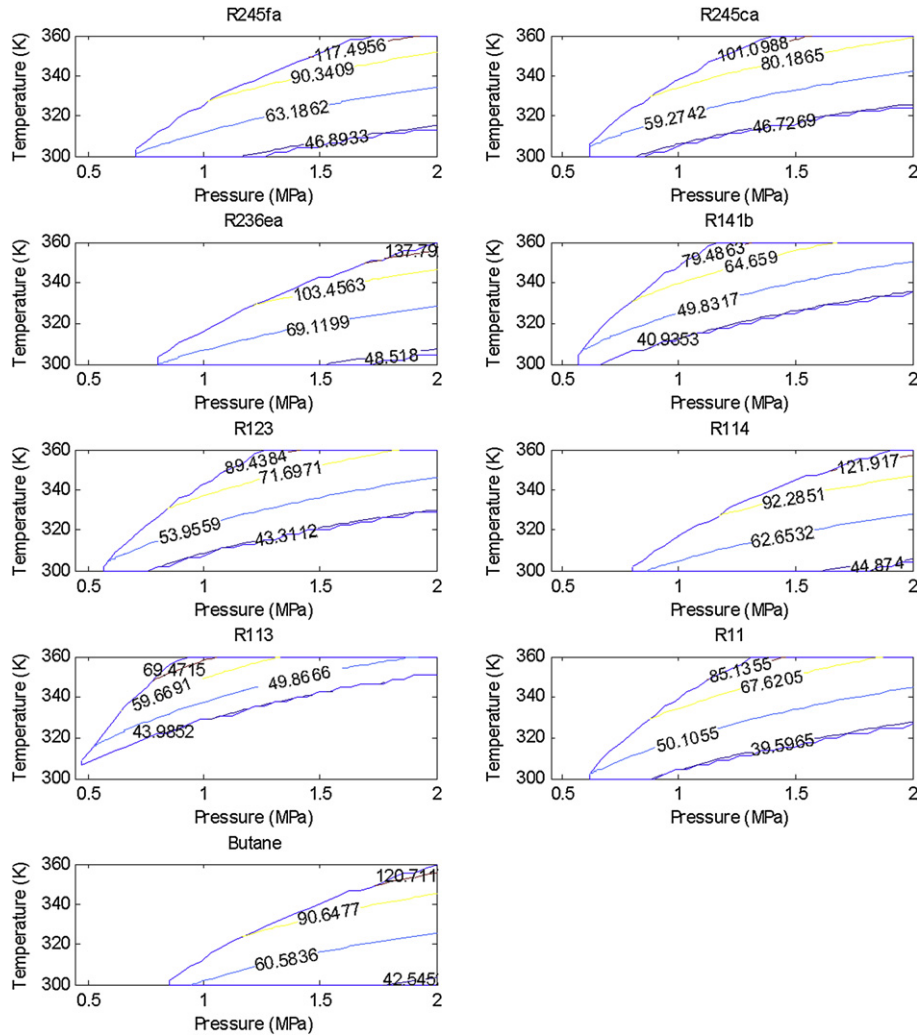 R245fa
Temperature (K)
360
340
320
300
117.4956
90.3409
63.1862
46.8933
0.5 1 1.5 2
Pressure (MPa)
R245ca
Temperature (K)
360
340
320
300
101.0988
80.1865
59.2742
46.7269
0.5 1 1.5 2
Pressure (MPa)
R236ea
Temperature (K)
360
340
320
300
137.79
103.4563
69.1199
48.518
0.5 1 1.5 2
Pressure (MPa)
R141b
Temperature (K)
360
340
320
300
79.4863
64.659
49.8317
40.9353
0.5 1 1.5 2
Pressure (MPa)
R123
Temperature (K)
360
340
320
300
89.4384
71.6971
53.9559
43.3112
0.5 1 1.5 2
Pressure (MPa)
R114
Temperature (K)
360
340
320
300
121.917
92.2851
62.6532
44.874
0.5 1 1.5 2
Pressure (MPa)
R113
Temperature (K)
360
340
320
300
69.4715
59.6691
49.8666
43.9852
0.5 1 1.5 2
Pressure (MPa)
R11
Temperature (K)
360
340
320
300
85.1355
67.6205
50.1055
39.5965
0.5 1 1.5 2
Pressure (MPa)
Butane
Temperature (K)
360
340
320
300
120.711
90.6477
60.5836
42.545
0.5 1 1.5 2
Pressure (MPa)